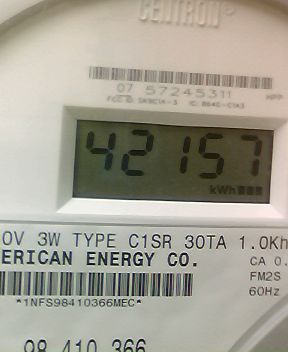 CENTRON®
07 57245311
42157
kWh
0V 3W TYPE C1SR 30TA 1.0Kh
ERICAN ENERGY CO.
CA 0.
FM2S
60Hz
*1NFS98410366MEC*
98 410 366